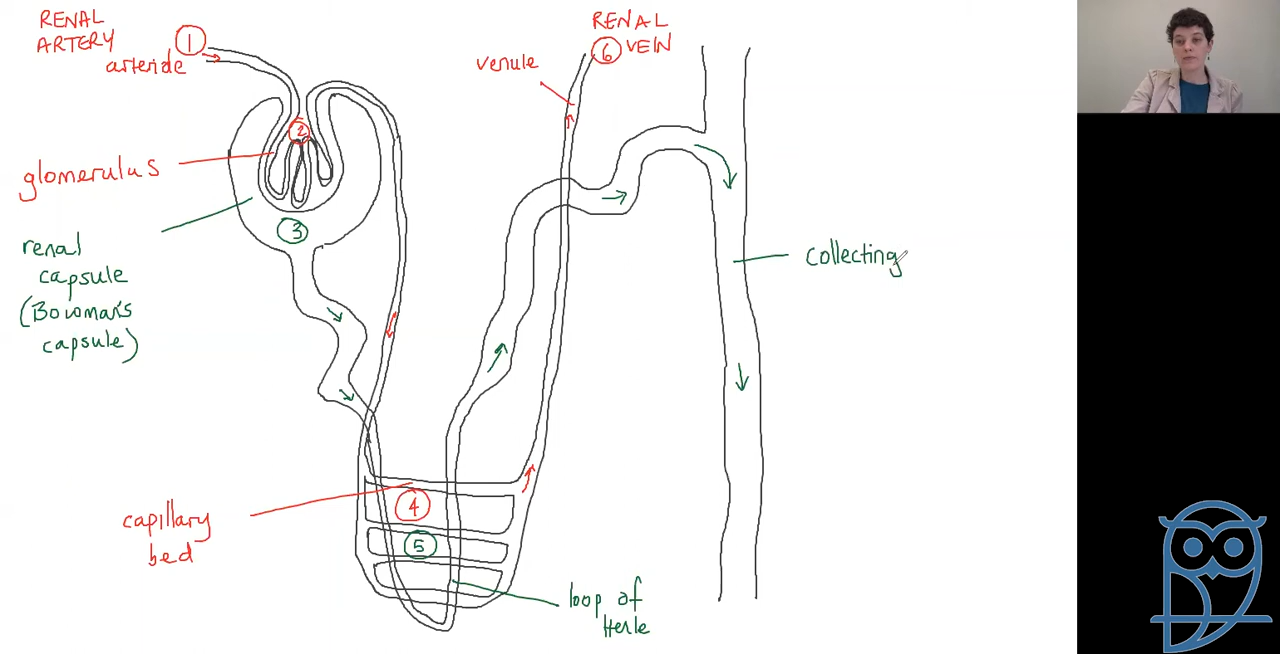 RENAL
ARTERY
1
arteriole
2
glomerulus
3
renal
capsule
(Bowman's
capsule)
4
capillary
bed
5
loop of
Henle
RENAL
VEIN
6
venule
collecting